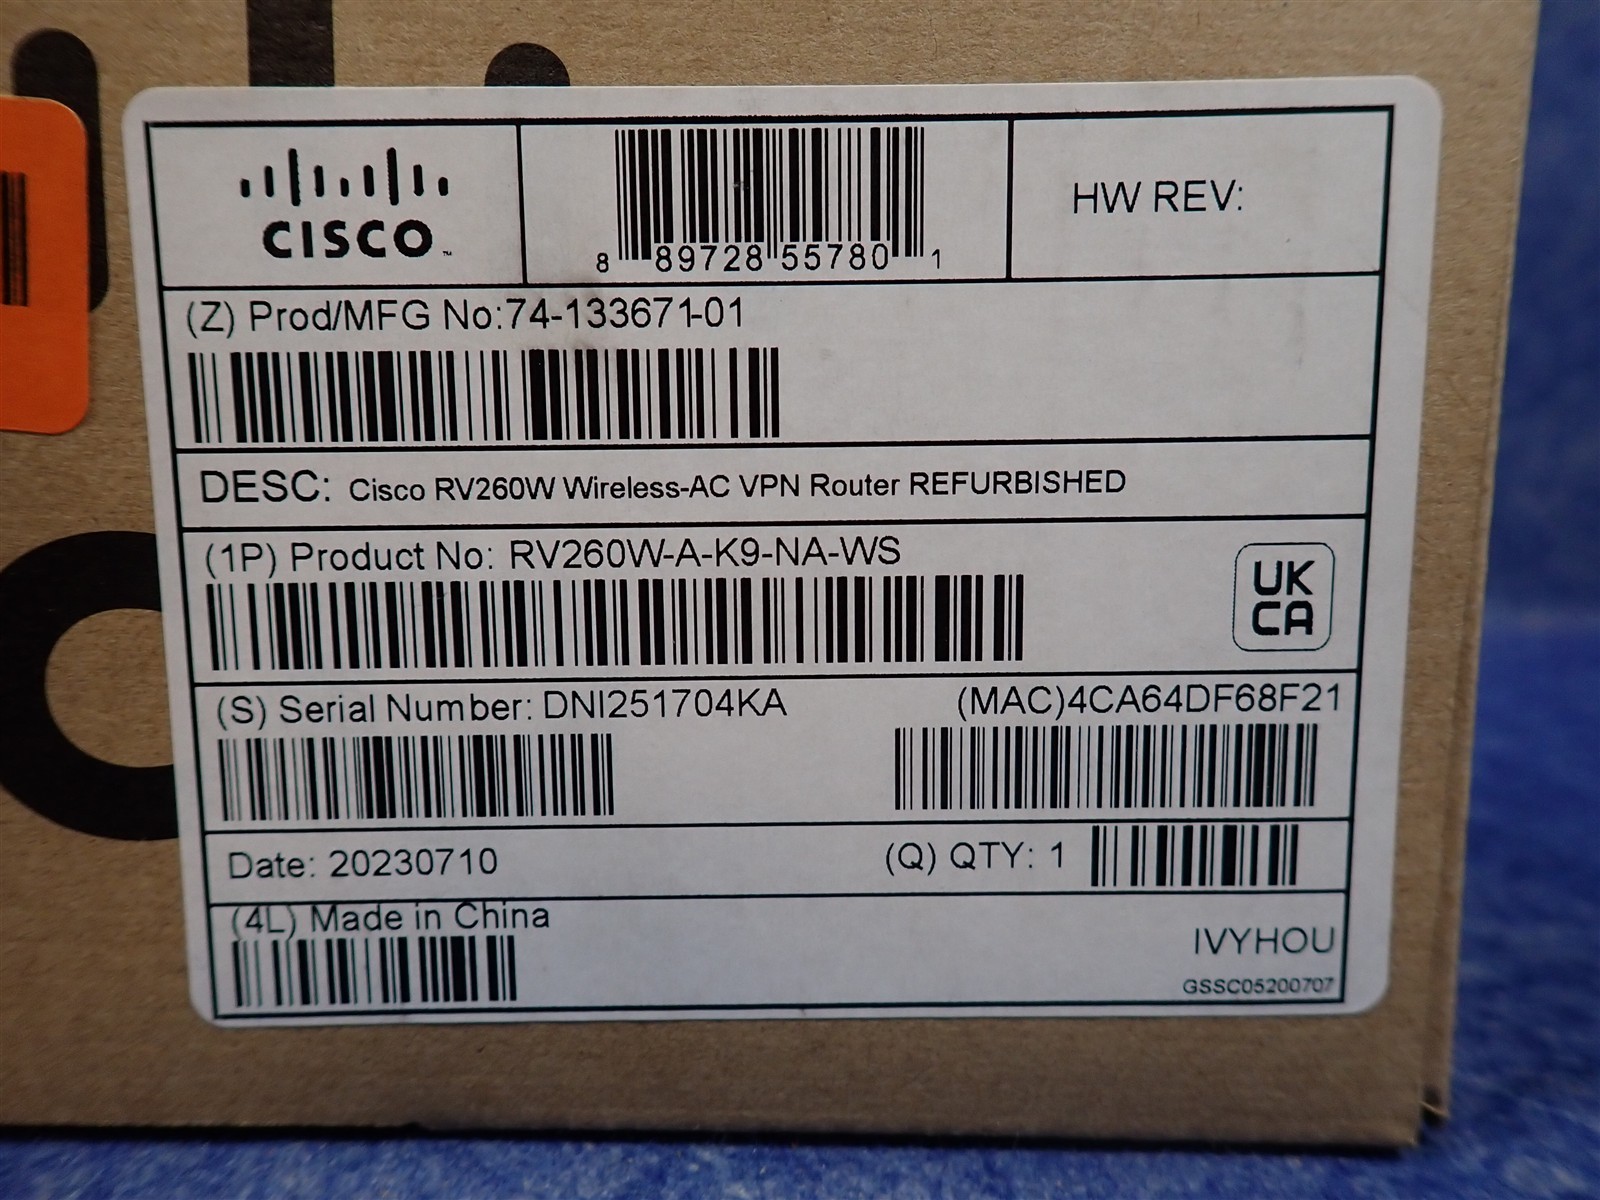 CISCO™
8 89728 55780 1
HW REV:
(Z) Prod/MFG No:74-133671-01
DESC: Cisco RV260W Wireless-AC VPN Router REFURBISHED
(1P) Product No: RV260W-A-K9-NA-WS
UK
CA
(S) Serial Number: DNI251704KA
(MAC)4CA64DF68F21
Date: 20230710
(Q) QTY: 1
(4L) Made in China
IVYHOU
GSSC05200707